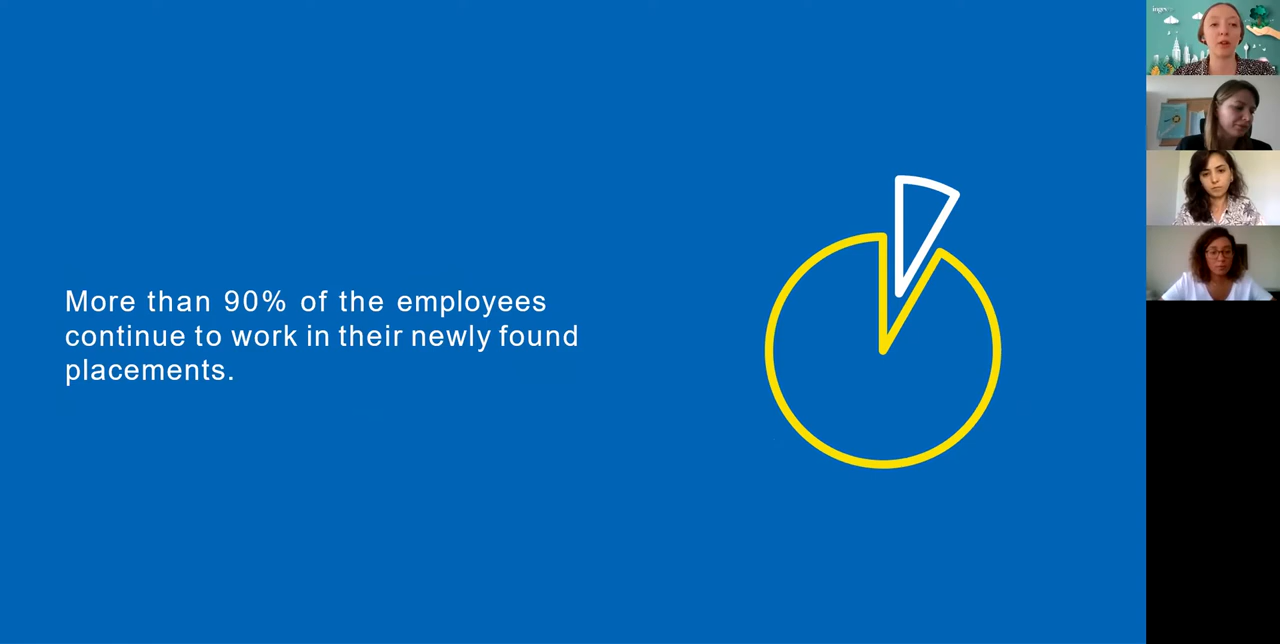 More than 90% of the employees
continue to work in their newly found
placements.